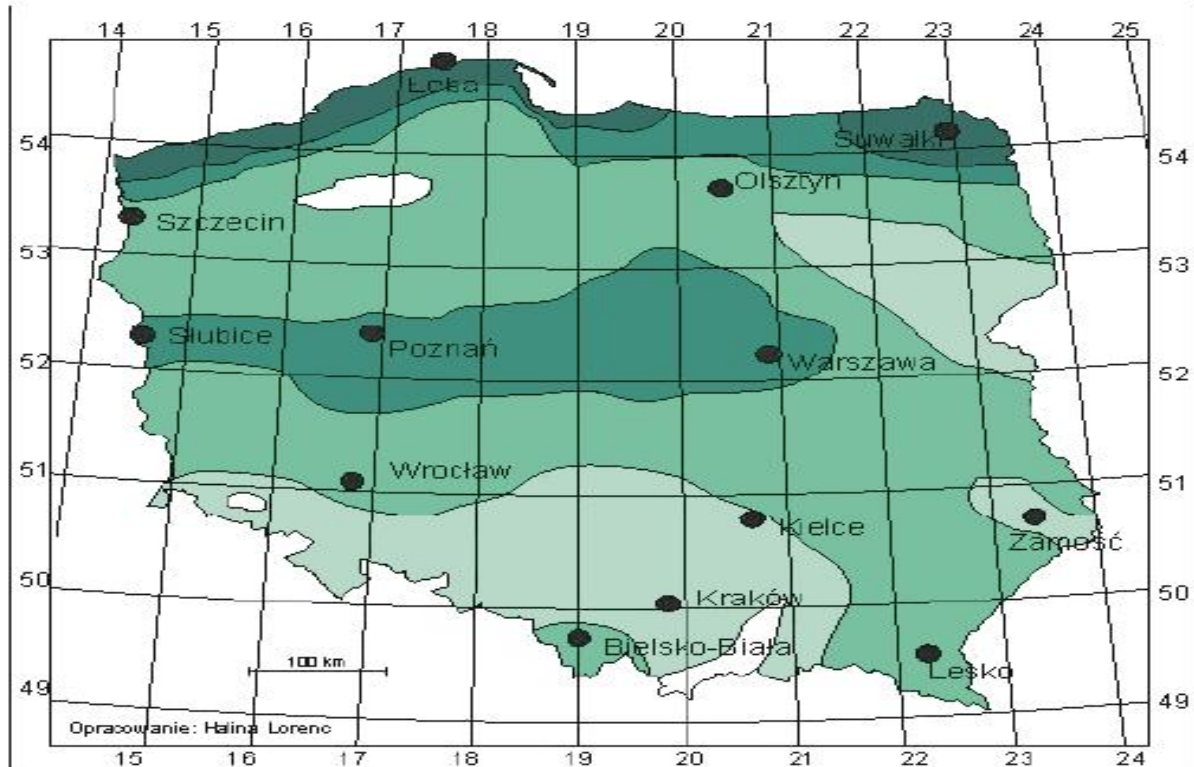 14 15 16 17 18 19 20 21 22 23 24 25
Łeba
54 Suwałki 54
Olsztyn
Szczecin
53 53
Słubice Poznań Warszawa
52 52
51 Wrocław 51
Kielce Zamość
50 Kraków 50
Bielsko-Biała Lesko
100 km
49 49
Opracowanie: Halina Lorenc
15 16 17 18 19 20 21 22 23 24